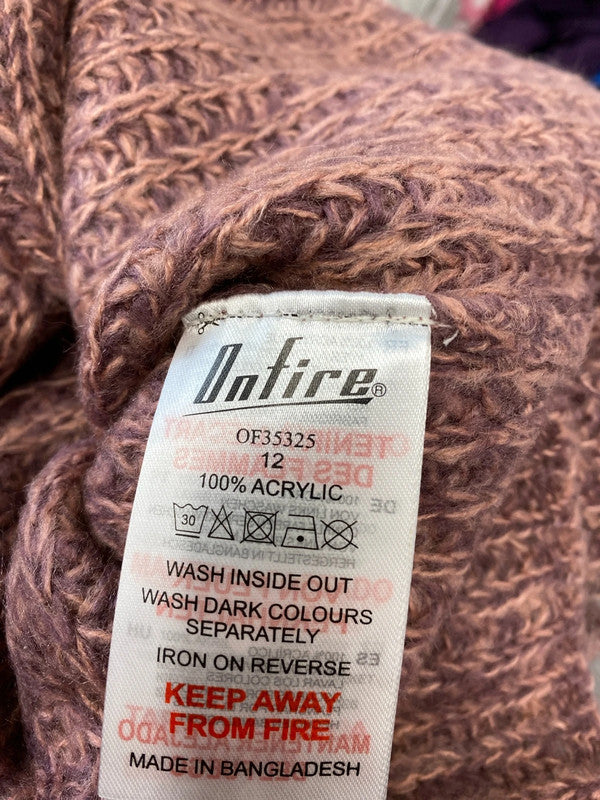 Onfire®
OF35325
12
100% ACRYLIC
30
WASH INSIDE OUT
WASH DARK COLOURS
SEPARATELY
IRON ON REVERSE
KEEP AWAY
FROM FIRE
MADE IN BANGLADESH